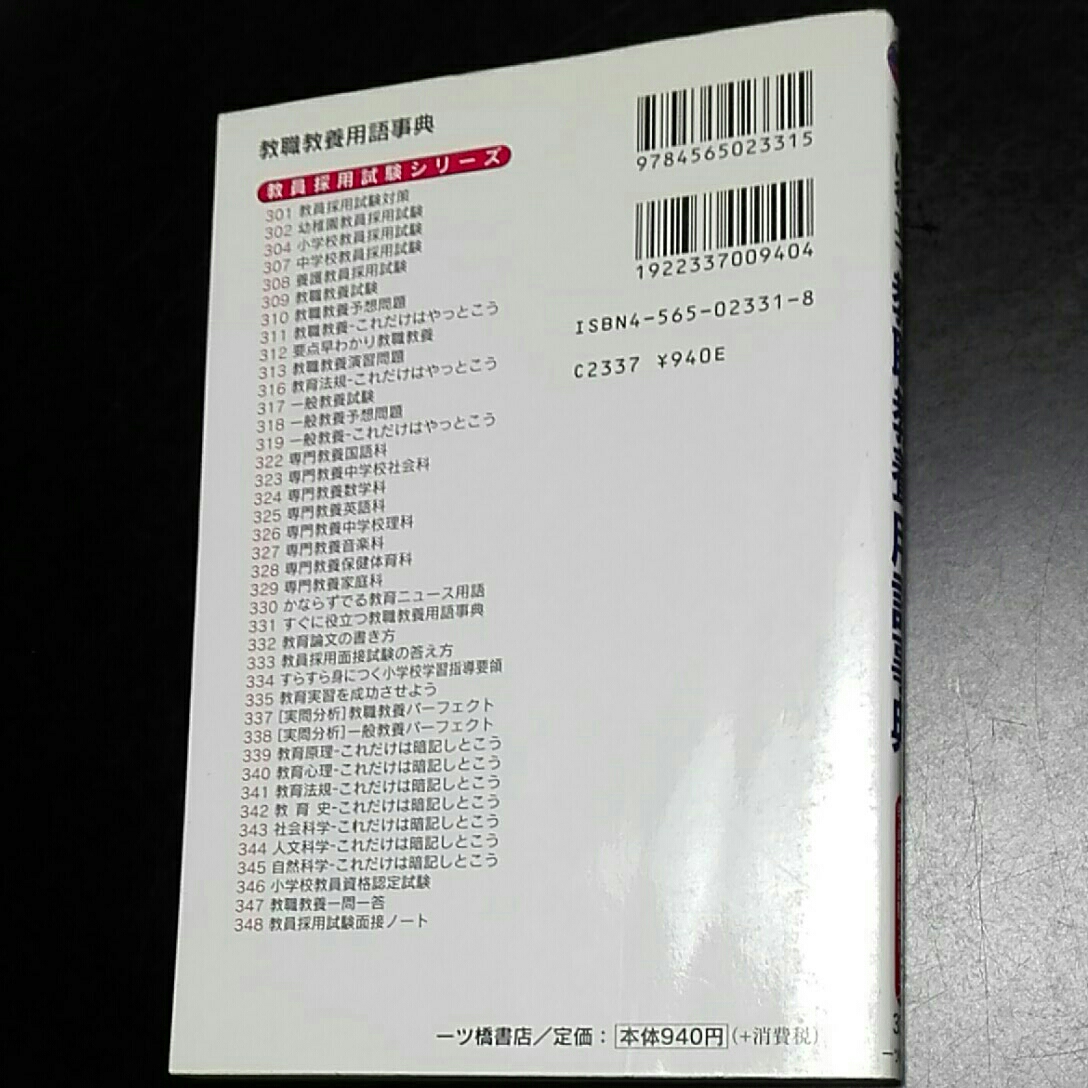 教職教養用語事典
教員採用試験シリーズ
301 教員採用試験対策
302 幼稚園教員採用試験
304 小学校教員採用試験
307 中学校教員採用試験
308 養護教員採用試験
309 教職教養試験
310 教職教養予想問題
311 教職教養-これだけはやっとこう
312 要点早わかり教職教養
313 教職教養演習問題
316 教育法規-これだけはやっとこう
317 一般教養試験
318 一般教養予想問題
319 一般教養-これだけはやっとこう
322 専門教養国語科
323 専門教養中学校社会科
324 専門教養数学科
325 専門教養英語科
326 専門教養中学校理科
327 専門教養音楽科
328 専門教養保健体育科
329 専門教養家庭科
330 かならずでる教育ニュース用語
331 すぐに役立つ教職教養用語事典
332 教育論文の書き方
333 教員採用面接試験の答え方
334 すらすら身につく小学校学習指導要領
335 教育実習を成功させよう
337 [実問分析]教職教養パーフェクト
338 [実問分析]一般教養パーフェクト
339 教育原理-これだけは暗記しとこう
340 教育心理-これだけは暗記しとこう
341 教育法規-これだけは暗記しとこう
342 教 育 史-これだけは暗記しとこう
343 社会科学-これだけは暗記しとこう
344 人文科学-これだけは暗記しとこう
345 自然科学-これだけは暗記しとこう
346 小学校教員資格認定試験
347 教職教養一問一答
348 教員採用試験面接ノート
9784565023315
1922337009404
ISBN4-565-02331-8
C2337 ¥940E
一ツ橋書店/定価：本体940円(+消費税)